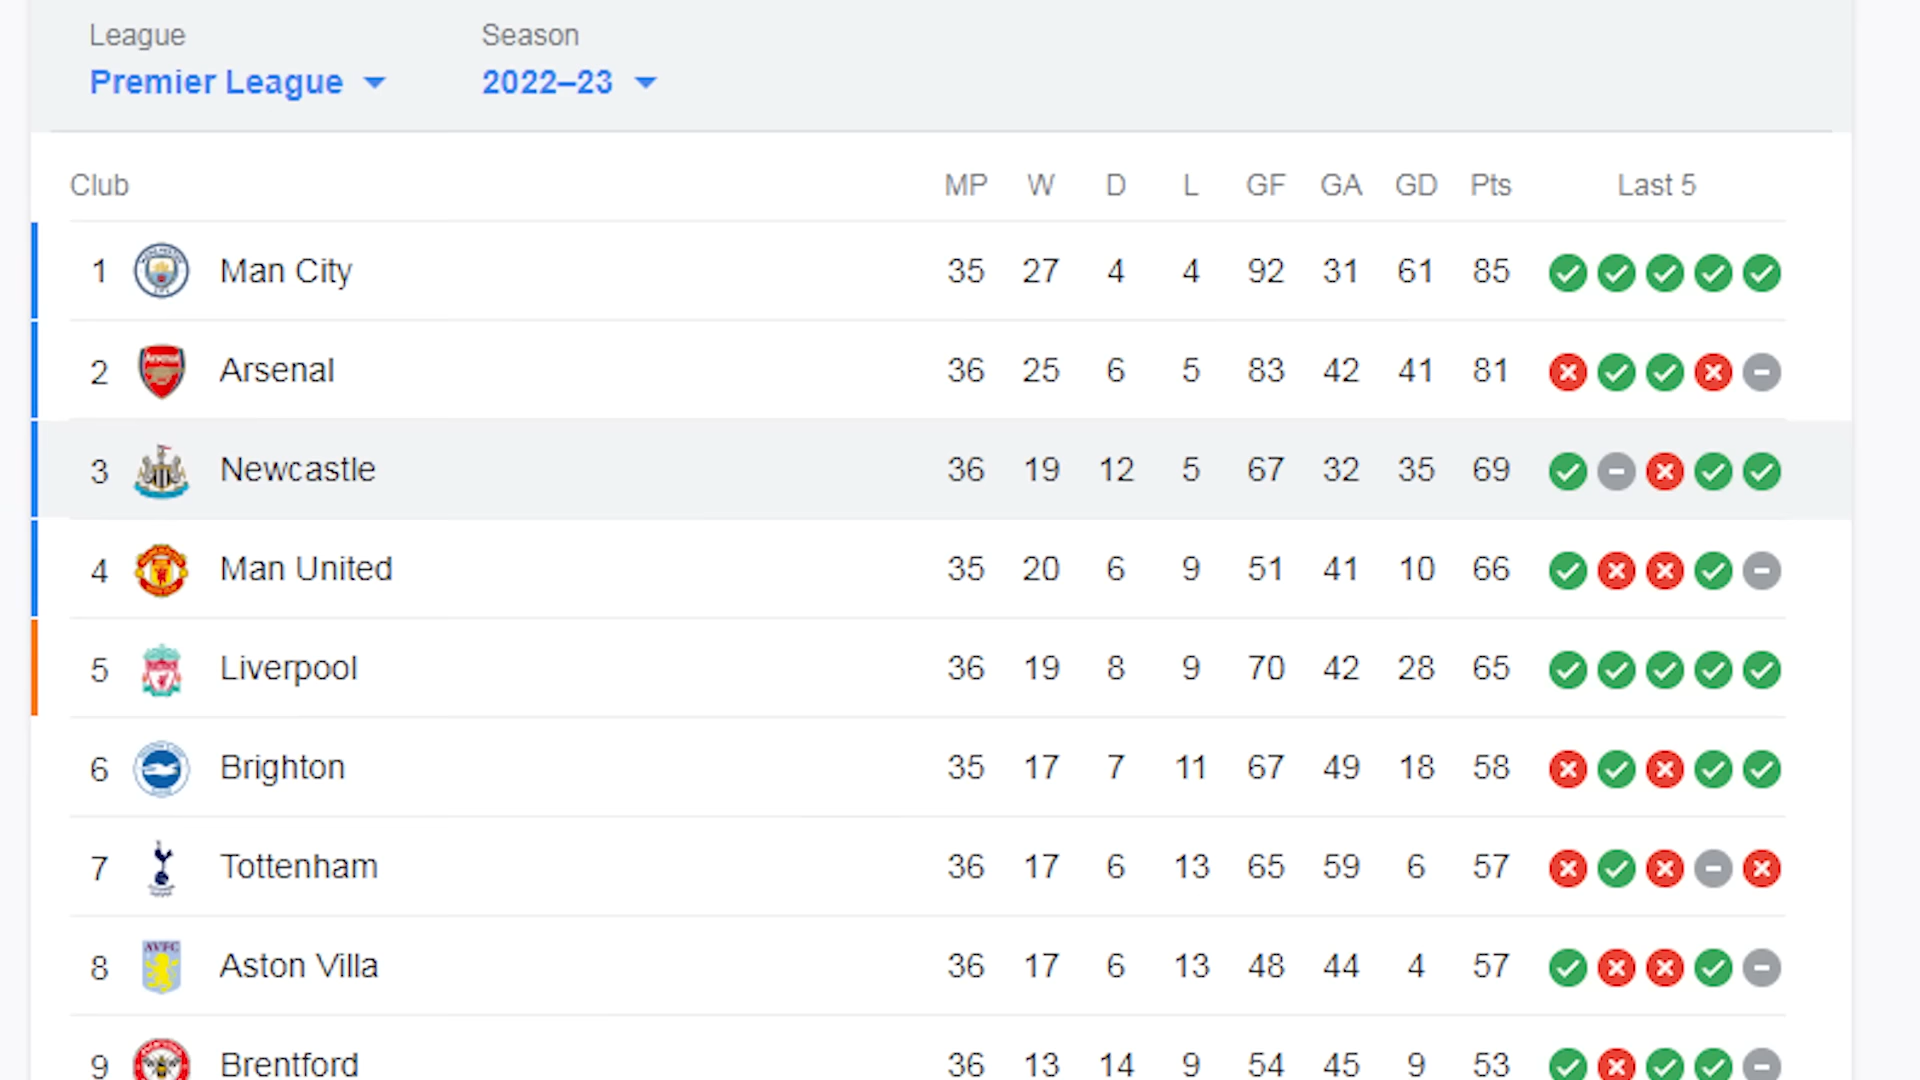 League Season
Premier League 2022–23
Club MP W D L GF GA GD Pts Last 5
1 Man City 35 27 4 4 92 31 61 85
2 Arsenal 36 25 6 5 83 42 41 81
3 Newcastle 36 19 12 5 67 32 35 69
4 Man United 35 20 6 9 51 41 10 66
5 Liverpool 36 19 8 9 70 42 28 65
6 Brighton 35 17 7 11 67 49 18 58
7 Tottenham 36 17 6 13 65 59 6 57
AVFC
8 Aston Villa 36 17 6 13 48 44 4 57
9 Brentford 36 13 14 9 54 45 9 53